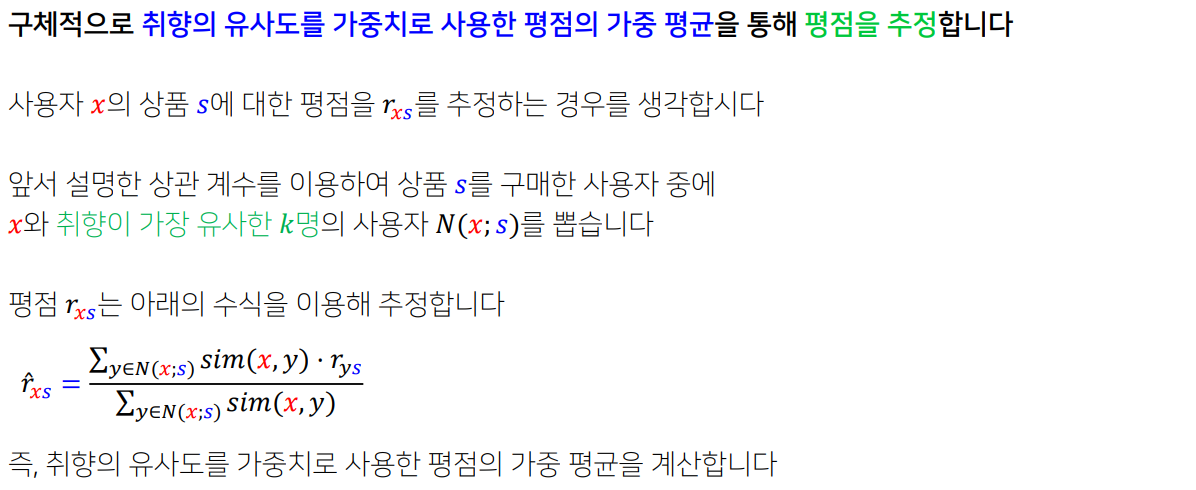 구체적으로 취향의 유사도를 가중치로 사용한 평점의 가중 평균을 통해 평점을 추정합니다
사용자 x의 상품 s에 대한 평점을 r_{xs}를 추정하는 경우를 생각합시다
앞서 설명한 상관 계수를 이용하여 상품 s를 구매한 사용자 중에
x와 취향이 가장 유사한 k명의 사용자 N(x; s)를 뽑습니다
평점 r_{xs}는 아래의 수식을 이용해 추정합니다
\hat{r}_{xs} = \frac{\sum_{y∈N(x;s)} sim(x, y) · r_{ys}}{\sum_{y∈N(x;s)} sim(x, y)}
즉, 취향의 유사도를 가중치로 사용한 평점의 가중 평균을 계산합니다